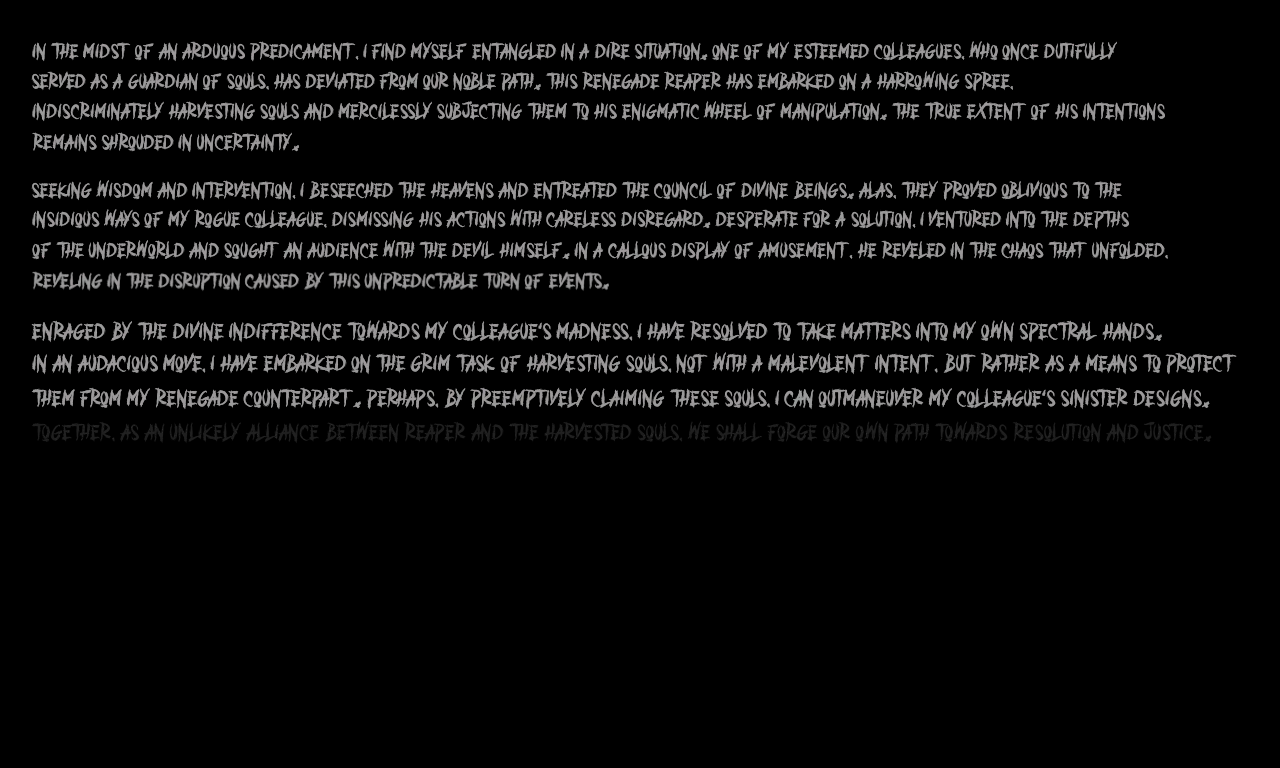 IN THE MIDST OF AN ARDUOUS PREDICAMENT, I FIND MYSELF ENTANGLED IN A DIRE SITUATION. ONE OF MY ESTEEMED COLLEAGUES, WHO ONCE DUTIFULLY
SERVED AS A GUARDIAN OF SOULS, HAS DEVIATED FROM OUR NOBLE PATH. THIS RENEGADE REAPER HAS EMBARKED ON A HARROWING SPREE,
INDISCRIMINATELY HARVESTING SOULS AND MERCILESSLY SUBJECTING THEM TO HIS ENIGMATIC WHEEL OF MANIPULATION. THE TRUE EXTENT OF HIS INTENTIONS
REMAINS SHROUDED IN UNCERTAINTY.
SEEKING WISDOM AND INTERVENTION, I BESEECHED THE HEAVENS AND ENTREATED THE COUNCIL OF DIVINE BEINGS. ALAS, THEY PROVED OBLIVIOUS TO THE
INSIDIOUS WAYS OF MY ROGUE COLLEAGUE, DISMISSING HIS ACTIONS WITH CARELESS DISREGARD. DESPERATE FOR A SOLUTION, I VENTURED INTO THE DEPTHS
OF THE UNDERWORLD AND SOUGHT AN AUDIENCE WITH THE DEVIL HIMSELF. IN A CALLOUS DISPLAY OF AMUSEMENT, HE REVELED IN THE CHAOS THAT UNFOLDED,
REVELING IN THE DISRUPTION CAUSED BY THIS UNPREDICTABLE TURN OF EVENTS.
ENRAGED BY THE DIVINE INDIFFERENCE TOWARDS MY COLLEAGUE'S MADNESS, I HAVE RESOLVED TO TAKE MATTERS INTO MY OWN SPECTRAL HANDS.
IN AN AUDACIOUS MOVE, I HAVE EMBARKED ON THE GRIM TASK OF HARVESTING SOULS, NOT WITH A MALEVOLENT INTENT, BUT RATHER AS A MEANS TO PROTECT
THEM FROM MY RENEGADE COUNTERPART. PERHAPS, BY PREEMPTIVELY CLAIMING THESE SOULS, I CAN OUTMANEUVER MY COLLEAGUE'S SINISTER DESIGNS.
TOGETHER, AS AN UNLIKELY ALLIANCE BETWEEN REAPER AND THE HARVESTED SOULS, WE SHALL FORGE OUR OWN PATH TOWARDS RESOLUTION AND JUSTICE.